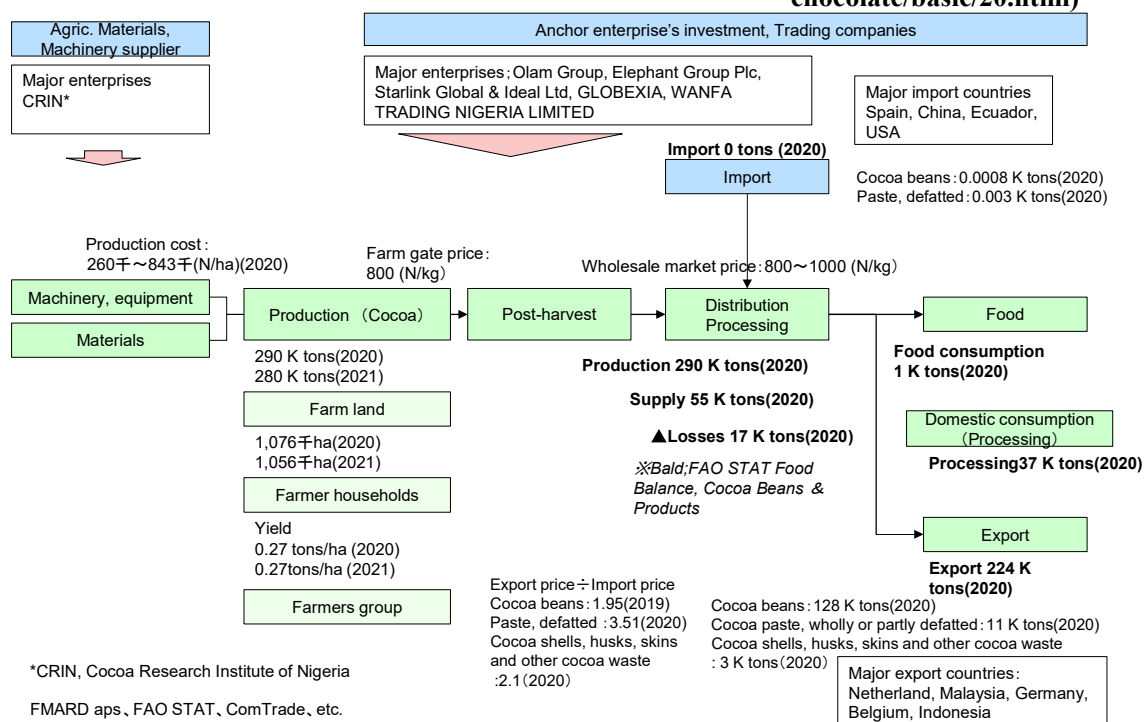 chocolate/basic/20.html)
Agric. Materials,
Machinery supplier
Anchor enterprise's investment, Trading companies
Major enterprises
CRIN*
Major enterprises;Olam Group, Elephant Group Plc,
Starlink Global & Ideal Ltd, GLOBEXIA, WANFA
TRADING NIGERIA LIMITED
Major import countries
Spain, China, Ecuador,
USA
Import 0 tons (2020)
Import
Cocoa beans:0.0008 K tons(2020)
Paste, defatted:0.003 K tons(2020)
Production cost:
260千～843千(N/ha)(2020)
Farm gate price:
800 (N/kg)
Wholesale market price:800～1000 (N/kg)
Machinery, equipment
Materials
Production (Cocoa)
Post-harvest
Distribution
Processing
Food
290 K tons(2020)
280 K tons(2021)
Production 290 K tons(2020)
Food consumption
1 K tons(2020)
Supply 55 K tons(2020)
Farm land
1,076千ha(2020)
1,056千ha(2021)
▲Losses 17 K tons(2020)
Domestic consumption
(Processing)
Processing37 K tons(2020)
※Bald;FAO STAT Food
Balance, Cocoa Beans &
Products
Farmer households
Yield
0.27 tons/ha (2020)
0.27tons/ha (2021)
Export
Export 224 K
tons(2020)
Farmers group
Export price÷Import price
Cocoa beans:1.95(2019)
Paste, defatted :3.51(2020)
Cocoa shells, husks, skins
and other cocoa waste
:2.1(2020)
Cocoa beans:128 K tons(2020)
Cocoa paste, wholly or partly defatted:11 K tons(2020)
Cocoa shells, husks, skins and other cocoa waste
: 3 K tons(2020)
Major export countries:
Netherland, Malaysia, Germany,
Belgium, Indonesia
*CRIN, Cocoa Research Institute of Nigeria
FMARD aps、FAO STAT、ComTrade、etc.